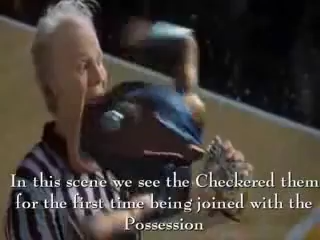 In this scene we see the Checkered them
for the first time being joined with the
Possession